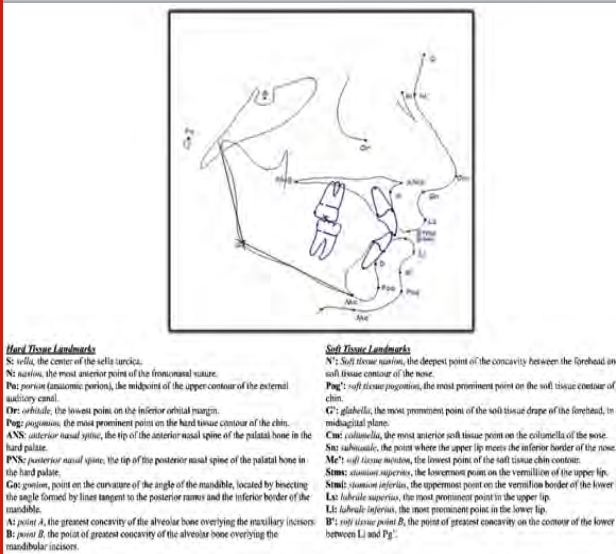 G
N
N'
S
Po
Or
Cm
PNS
ANS
A
Sn
Ls
Stms
Stmi
Li
B
B'
Pog
Pog'
Me
Me'
Hard Tissue Landmarks
S: sella, the center of the sella turcica.
N: nasion, the most anterior point of the frontonasal suture.
Po: porion (anatomic porion), the midpoint of the upper contour of the external
auditory canal.
Or: orbitale, the lowest point on the inferior orbital margin.
Pog: pogonion, the most prominent point on the hard tissue contour of the chin.
ANS: anterior nasal spine, the tip of the anterior nasal spine of the palatal bone in the
hard palate.
PNS: posterior nasal spine, the tip of the posterior nasal spine of the palatal bone in
the hard palate.
Go: gonion, point on the curvature of the angle of the mandible, located by bisecting
the angle formed by lines tangent to the posterior ramus and the inferior border of the
mandible.
A: point A, the greatest concavity of the alveolar bone overlying the maxillary incisors
B: point B, the point of greatest concavity of the alveolar bone overlying the
mandibular incisors.
Soft Tissue Landmarks
N': Soft tissue nasion, the deepest point of the concavity between the forehead and
soft tissue contour of the nose.
Pog': soft tissue pogonion, the most prominent point on the soft tissue contour of
chin.
G': glabella, the most prominent point of the soft tissue drape of the forehead, in
midsagittal plane.
Cm: columella, the most anterior soft tissue point on the columella of the nose.
Sn: subnasale, the point where the upper lip meets the inferior border of the nose.
Me': soft tissue menton, the lowest point of the soft tissue chin contour.
Stms: stomion superius, the lowermost point on the vermillion of the upper lip.
Stmi: stomion inferius, the uppermost point on the vermilion border of the lower
Ls: labrale superius, the most prominent point in the upper lip.
Li: labrale inferius, the most prominent point in the lower lip.
B': soft tissue point B, the point of greatest concavity on the contour of the lower
between Li and Pg'.